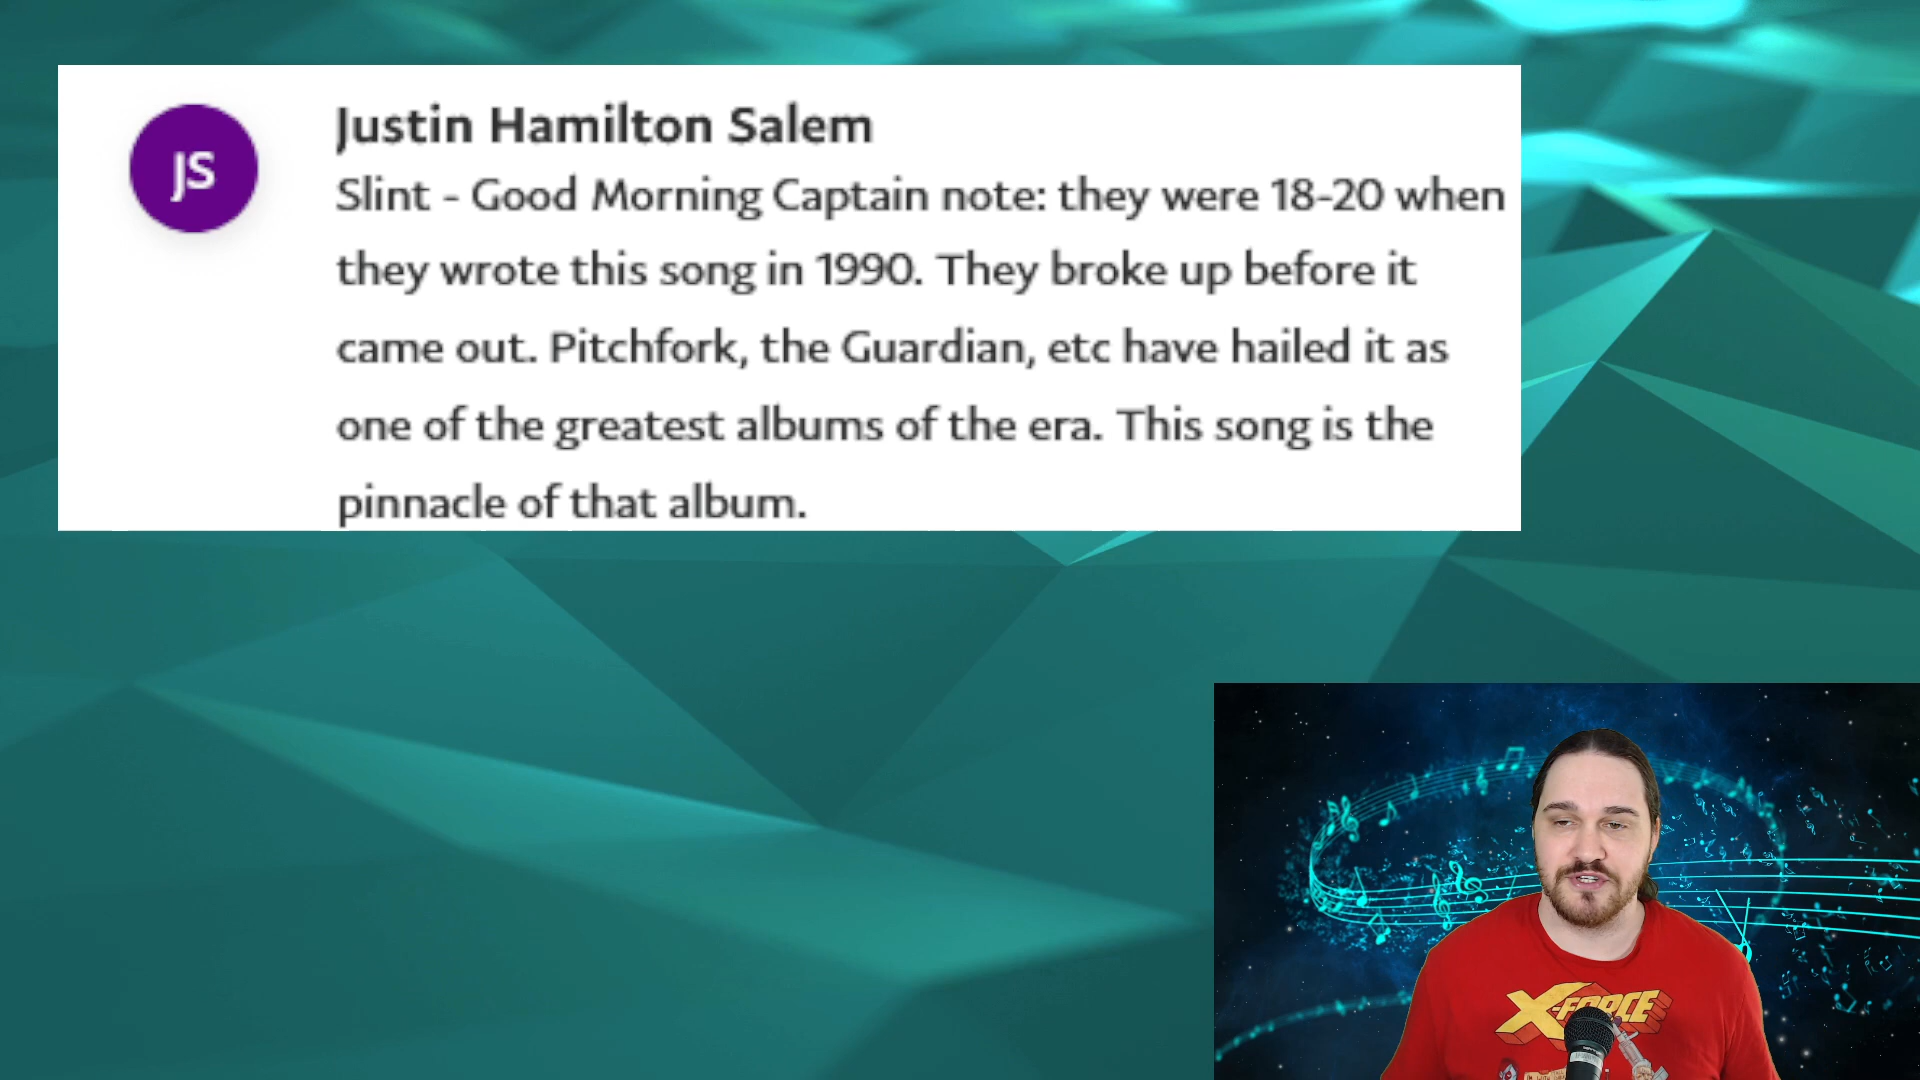 JS
Justin Hamilton Salem
Slint - Good Morning Captain note: they were 18-20 when
they wrote this song in 1990. They broke up before it
came out. Pitchfork, the Guardian, etc have hailed it as
one of the greatest albums of the era. This song is the
pinnacle of that album.
X-FORCE